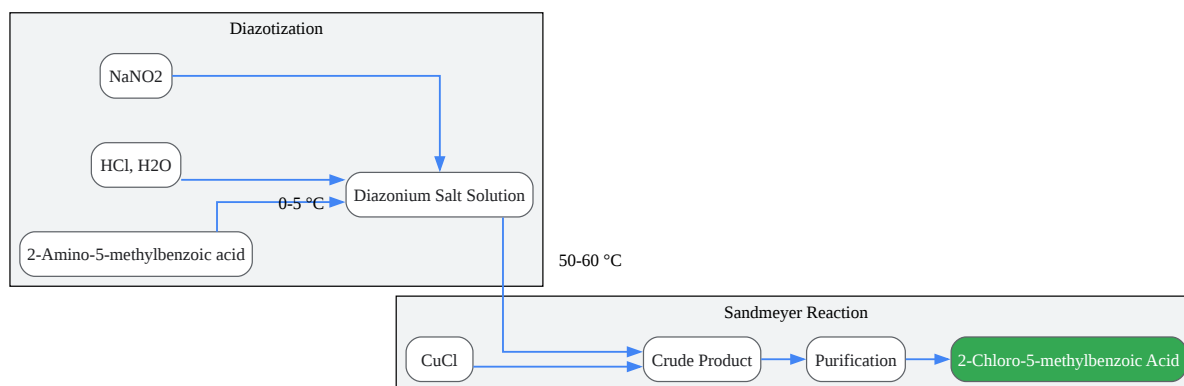 Diazotization
NaNO2
HCl, H2O
Diazonium Salt Solution
0-5 °C
2-Amino-5-methylbenzoic acid
50-60 °C
Sandmeyer Reaction
CuCl
Crude Product
Purification
2-Chloro-5-methylbenzoic Acid